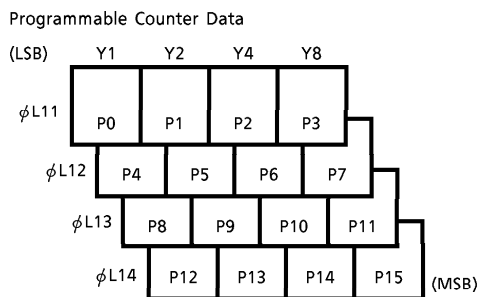 Programmable Counter Data
(LSB) Y1 Y2 Y4 Y8
ϕL11 P0 P1 P2 P3
ϕL12 P4 P5 P6 P7
ϕL13 P8 P9 P10 P11
ϕL14 P12 P13 P14 P15 (MSB)